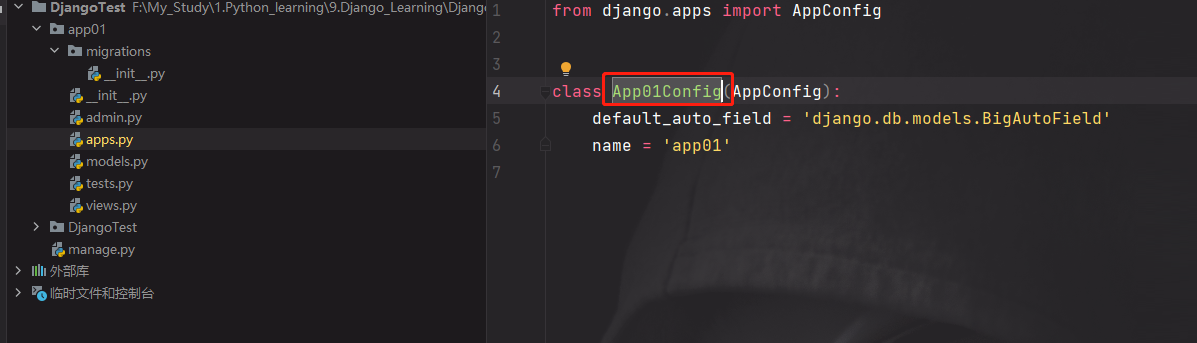 DjangoTest F:\My_Study\1.Python_learning\9.Django_Learning\Django
app01
migrations
__init__.py
__init__.py
admin.py
apps.py
models.py
tests.py
views.py
DjangoTest
manage.py
外部库
临时文件和控制台
1 from django.apps import AppConfig
2
3
4 class App01Config(AppConfig):
5 default_auto_field = 'django.db.models.BigAutoField'
6 name = 'app01'
7